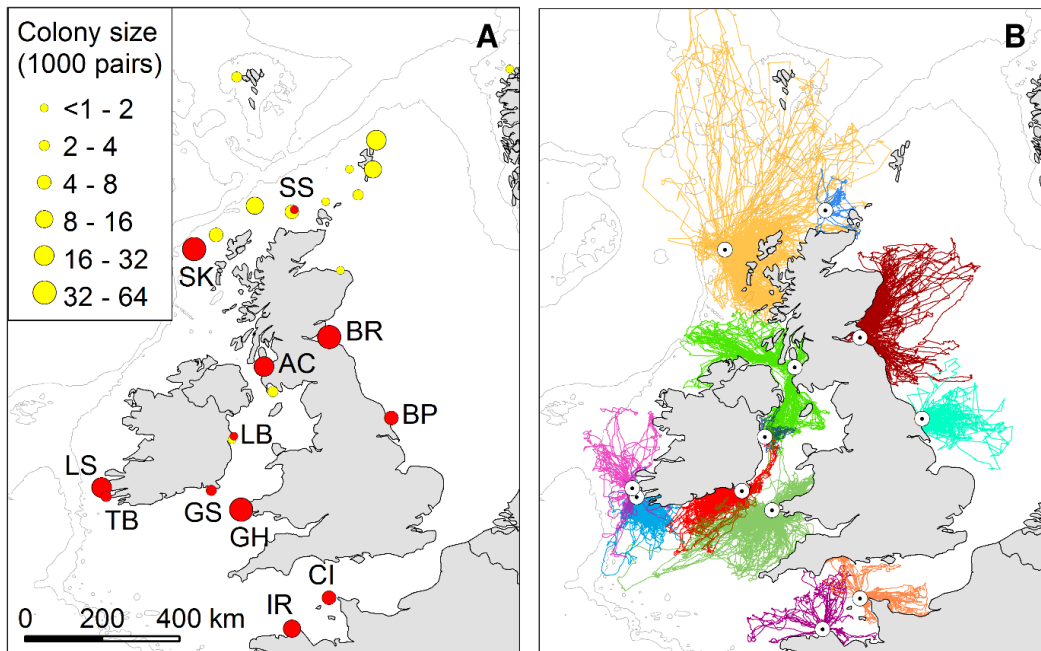 Colony size
(1000 pairs)
<1 - 2
2 - 4
4 - 8
8 - 16
16 - 32
32 - 64
A
B
SS
SK
BR
AC
BP
LB
LS
TB
GS
GH
CI
IR
0 200 400 km